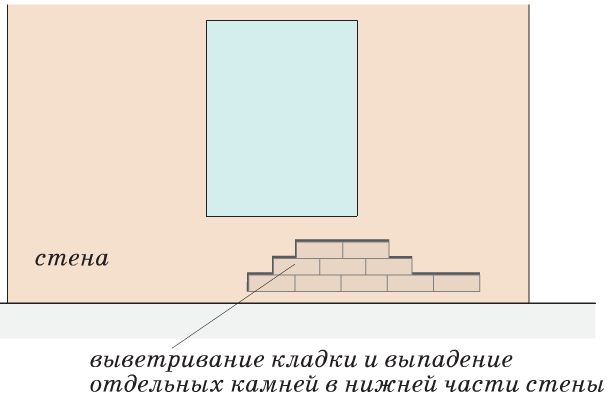 стена
выветривание кладки и выпадение
отдельных камней в нижней части стены